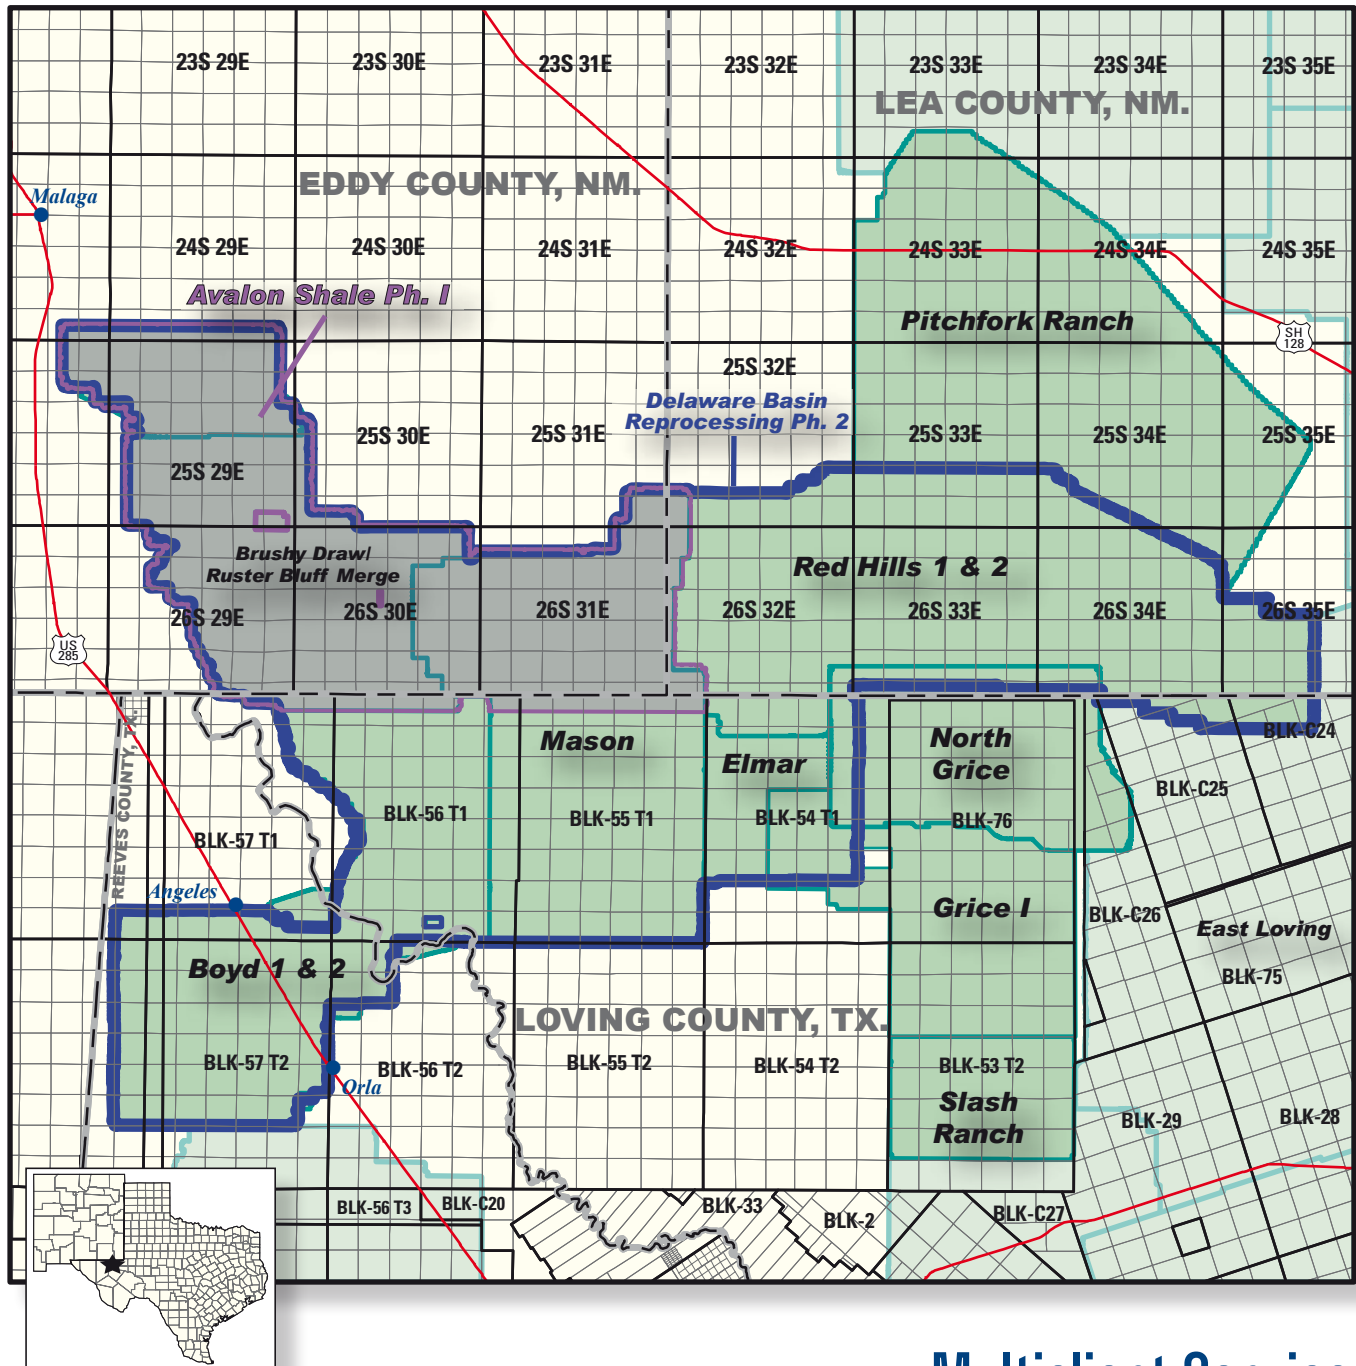 23S 29E
23S 30E
23S 31E
23S 32E
23S 33E
23S 34E
23S 35E
LEA COUNTY, NM.
EDDY COUNTY, NM.
Malaga
24S 29E
24S 30E
24S 31E
24S 32E
24S 33E
24S 34E
24S 35E
Avalon Shale Ph. I
Pitchfork Ranch
SH
128
25S 32E
Delaware Basin
Reprocessing Ph. 2
25S 30E
25S 31E
25S 33E
25S 34E
25S 35E
25S 29E
Brushy Draw/
Ruster Bluff Merge
Red Hills 1 & 2
26S 29E
26S 30E
26S 31E
26S 32E
26S 33E
26S 34E
26S 35E
US
285
REEVES COUNTY, TX.
Mason
Elmar
North
Grice
BLK-C24
BLK-C25
BLK-57 T1
BLK-56 T1
BLK-55 T1
BLK-54 T1
BLK-76
Angeles
Grice I
BLK-C26
East Loving
BLK-75
Boyd 1 & 2
LOVING COUNTY, TX.
BLK-57 T2
BLK-56 T2
BLK-55 T2
BLK-54 T2
BLK-53 T2
Orla
Slash
Ranch
BLK-29
BLK-28
BLK-56 T3
BLK-C20
BLK-33
BLK-2
BLK-C27
Multiclient Service